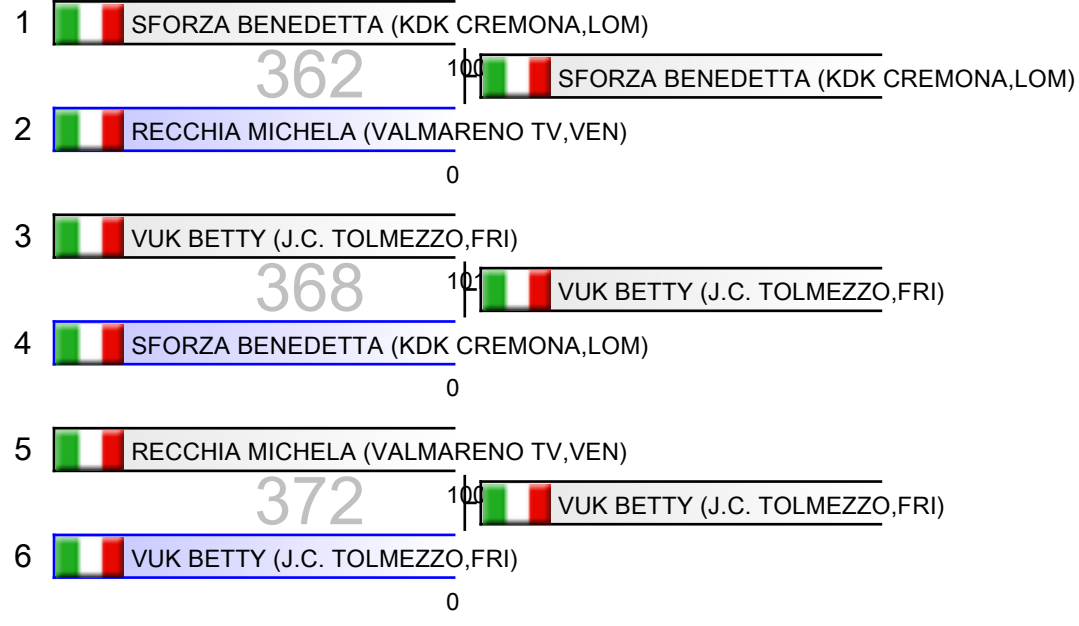 1 SFORZA BENEDETTA (KDK CREMONA,LOM)
362
100
SFORZA BENEDETTA (KDK CREMONA,LOM)
2 RECCHIA MICHELA (VALMARENO TV,VEN)
0
3 VUK BETTY (J.C. TOLMEZZO,FRI)
368
VUK BETTY (J.C. TOLMEZZO,FRI)
4 SFORZA BENEDETTA (KDK CREMONA,LOM)
0
5 RECCHIA MICHELA (VALMARENO TV,VEN)
372
100
VUK BETTY (J.C. TOLMEZZO,FRI)
6 VUK BETTY (J.C. TOLMEZZO,FRI)
0